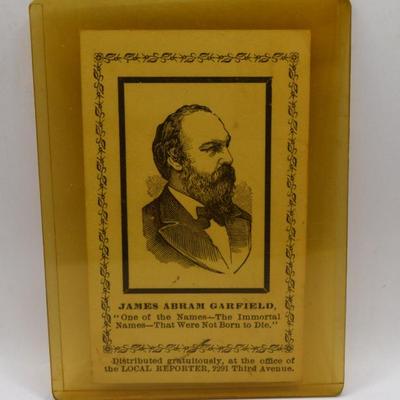 JAMES ABRAM GARFIELD,
"One of the Names—The Immortal
Names—That Were Not Born to Die."
Distributed gratuitously, at the office of
the LOCAL REPORTER, 2291 Third Avenue.